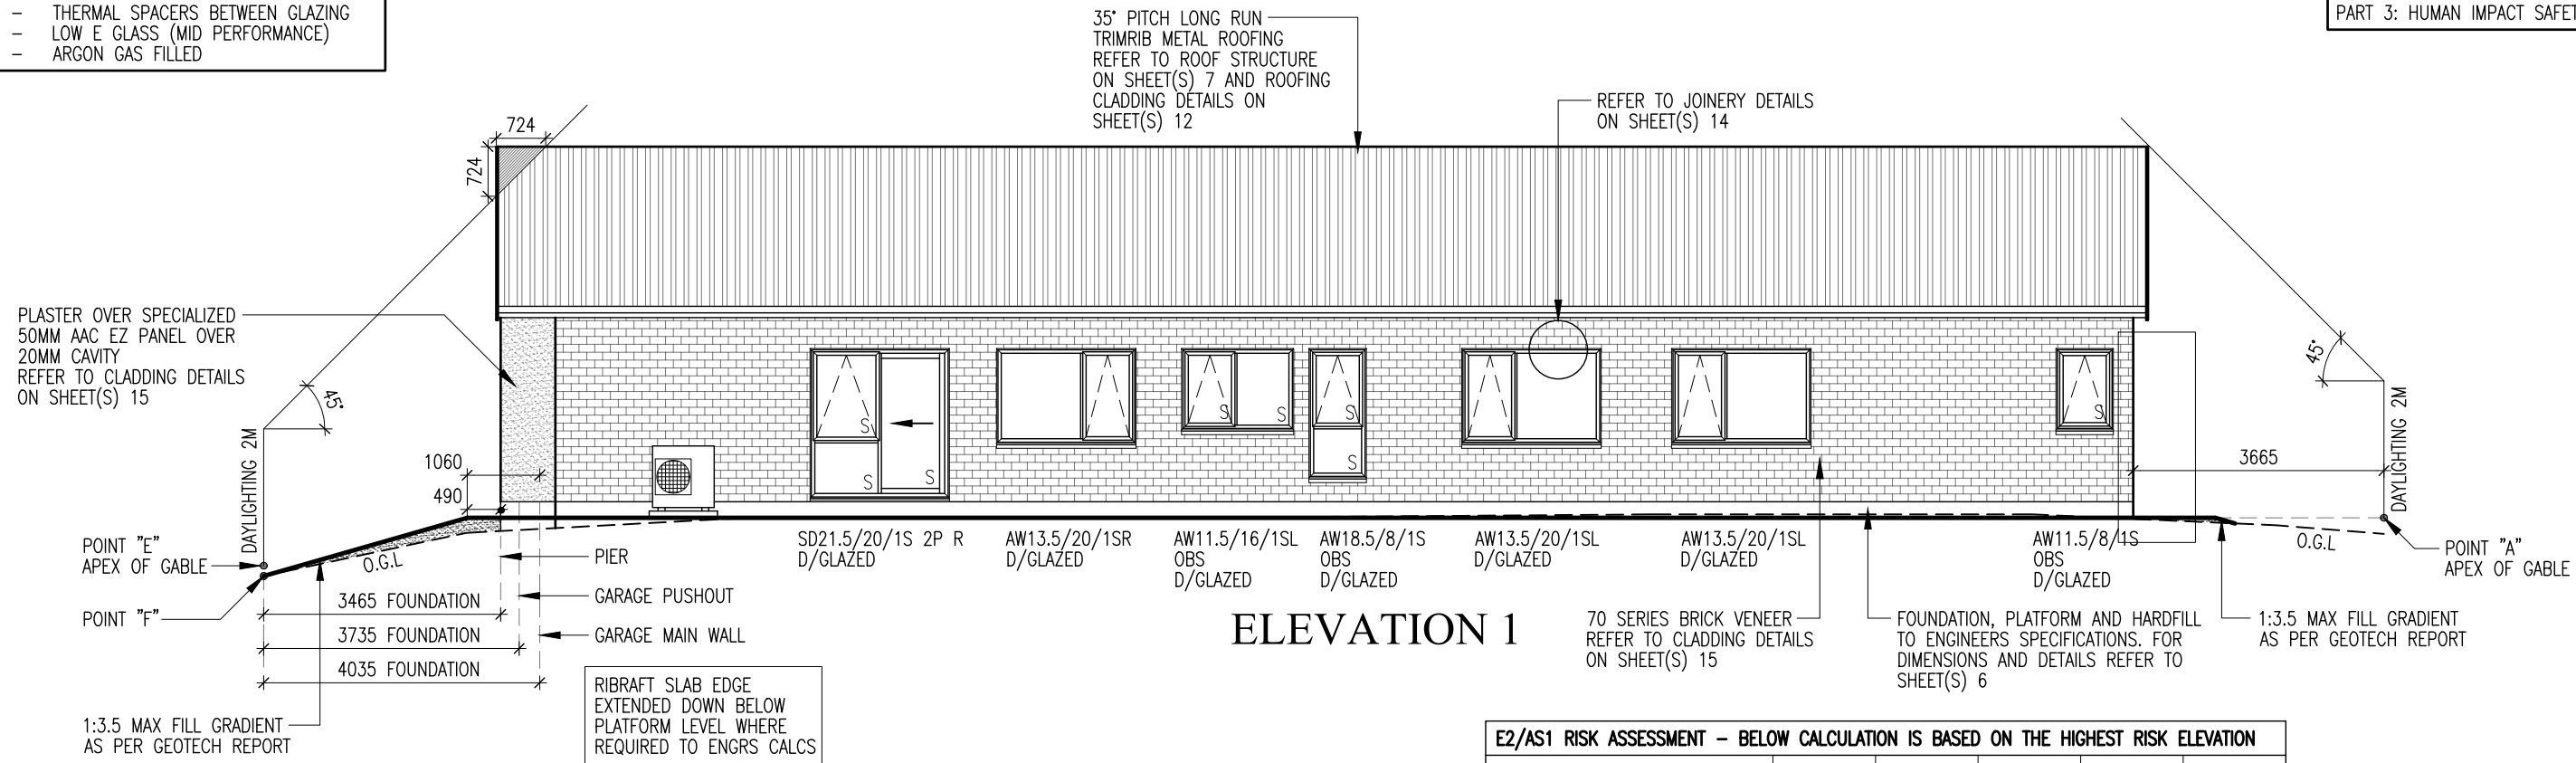 - THERMAL SPACERS BETWEEN GLAZING
- LOW E GLASS (MID PERFORMANCE)
- ARGON GAS FILLED
PART 3: HUMAN IMPACT SAFET
35° PITCH LONG RUN
TRIMRIB METAL ROOFING
REFER TO ROOF STRUCTURE
ON SHEET(S) 7 AND ROOFING
CLADDING DETAILS ON
SHEET(S) 12
REFER TO JOINERY DETAILS
ON SHEET(S) 14
724
724
PLASTER OVER SPECIALIZED
50MM AAC EZ PANEL OVER
20MM CAVITY
REFER TO CLADDING DETAILS
ON SHEET(S) 15
45°
45°
DAYLIGHTING 2M
DAYLIGHTING 2M
1060
490
3665
S
S
S
S
S
S
S
S
POINT "E"
APEX OF GABLE
POINT "F"
O.G.L
O.G.L
POINT "A"
APEX OF GABLE
PIER
GARAGE PUSHOUT
GARAGE MAIN WALL
3465 FOUNDATION
3735 FOUNDATION
4035 FOUNDATION
SD21.5/20/1S 2P R
D/GLAZED
AW13.5/20/1SR
D/GLAZED
AW11.5/16/1SL
OBS
D/GLAZED
AW18.5/8/1S
OBS
D/GLAZED
AW13.5/20/1SL
D/GLAZED
AW13.5/20/1SL
D/GLAZED
AW11.5/8/1S
OBS
D/GLAZED
ELEVATION 1
70 SERIES BRICK VENEER
REFER TO CLADDING DETAILS
ON SHEET(S) 15
FOUNDATION, PLATFORM AND HARDFILL
TO ENGINEERS SPECIFICATIONS. FOR
DIMENSIONS AND DETAILS REFER TO
SHEET(S) 6
1:3.5 MAX FILL GRADIENT
AS PER GEOTECH REPORT
1:3.5 MAX FILL GRADIENT
AS PER GEOTECH REPORT
RIBRAFT SLAB EDGE
EXTENDED DOWN BELOW
PLATFORM LEVEL WHERE
REQUIRED TO ENGRS CALCS
E2/AS1 RISK ASSESSMENT - BELOW CALCULATION IS BASED ON THE HIGHEST RISK ELEVATION